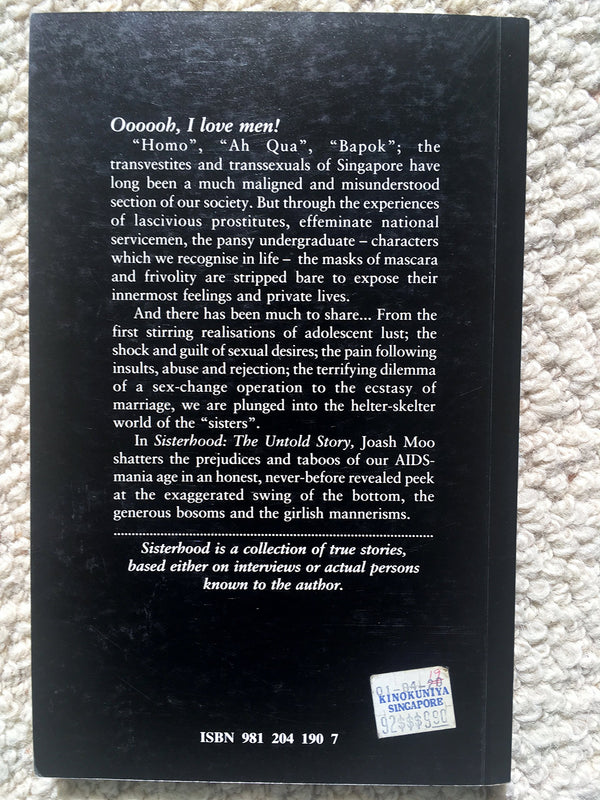 Oooooh, I love men!
"Homo", "Ah Qua", "Bapok"; the
transvestites and transsexuals of Singapore have
long been a much maligned and misunderstood
section of our society. But through the experiences
of lascivious prostitutes, effeminate national
servicemen, the pansy undergraduate – characters
which we recognise in life – the masks of mascara
and frivolity are stripped bare to expose their
innermost feelings and private lives.
And there has been much to share... From the
first stirring realisations of adolescent lust; the
shock and guilt of sexual desires; the pain following
insults, abuse and rejection; the terrifying dilemma
of a sex-change operation to the ecstasy of
marriage, we are plunged into the helter-skelter
world of the "sisters".
In Sisterhood: The Untold Story, Joash Moo
shatters the prejudices and taboos of our AIDS-
mania age in an honest, never-before revealed peek
at the exaggerated swing of the bottom, the
generous bosoms and the girlish mannerisms.
Sisterhood is a collection of true stories,
based either on interviews or actual persons
known to the author.
KINOKUNIYA
SINGAPORE
ISBN 981 204 190 7